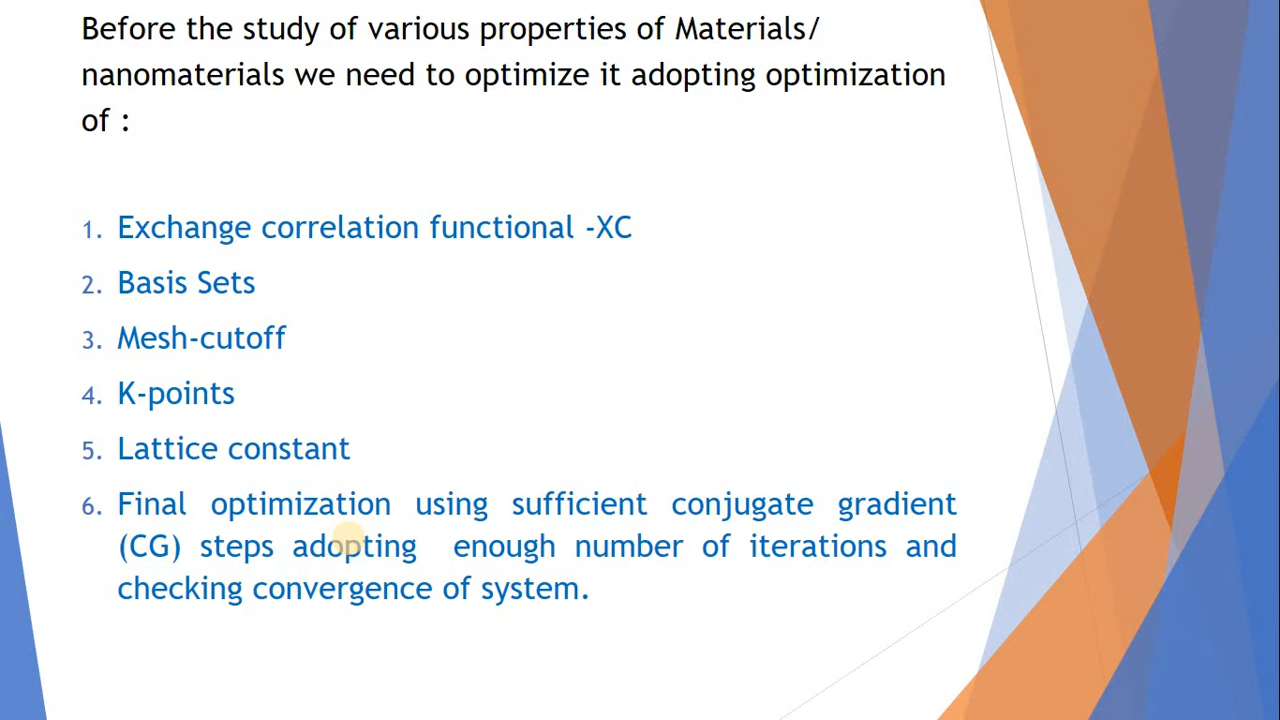 Before the study of various properties of Materials/
nanomaterials we need to optimize it adopting optimization
of :
1. Exchange correlation functional -XC
2. Basis Sets
3. Mesh-cutoff
4. K-points
5. Lattice constant
6. Final optimization using sufficient conjugate gradient
(CG) steps adopting enough number of iterations and
checking convergence of system.